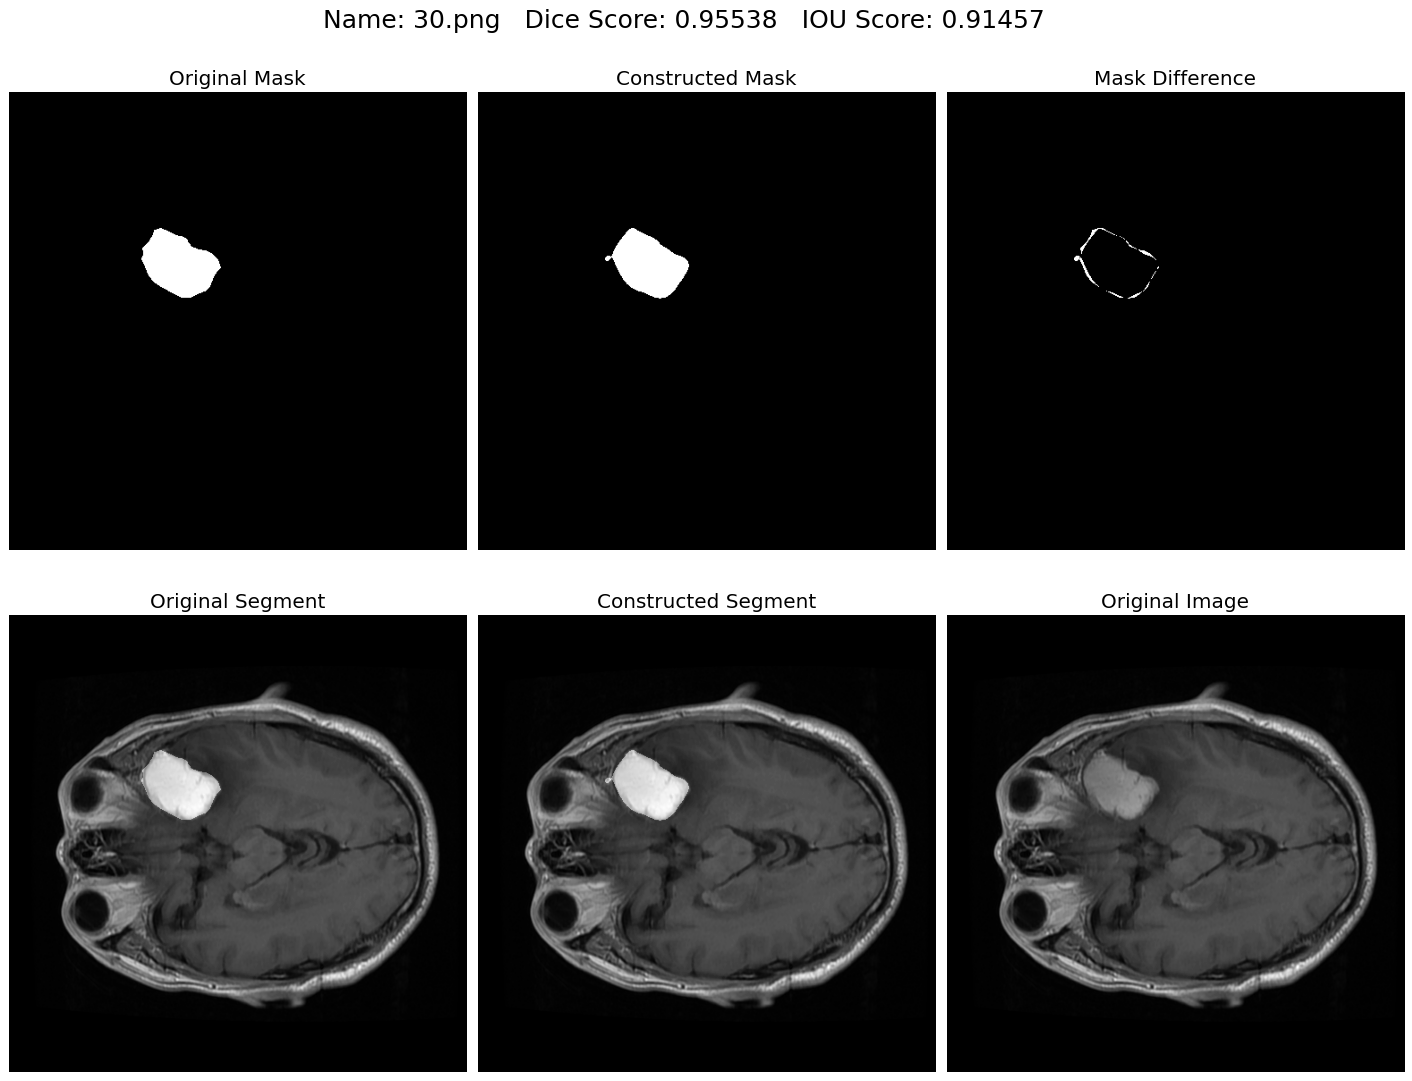 Name: 30.png   Dice Score: 0.95538   IOU Score: 0.91457
Original Mask
Constructed Mask
Mask Difference
Original Segment
Constructed Segment
Original Image